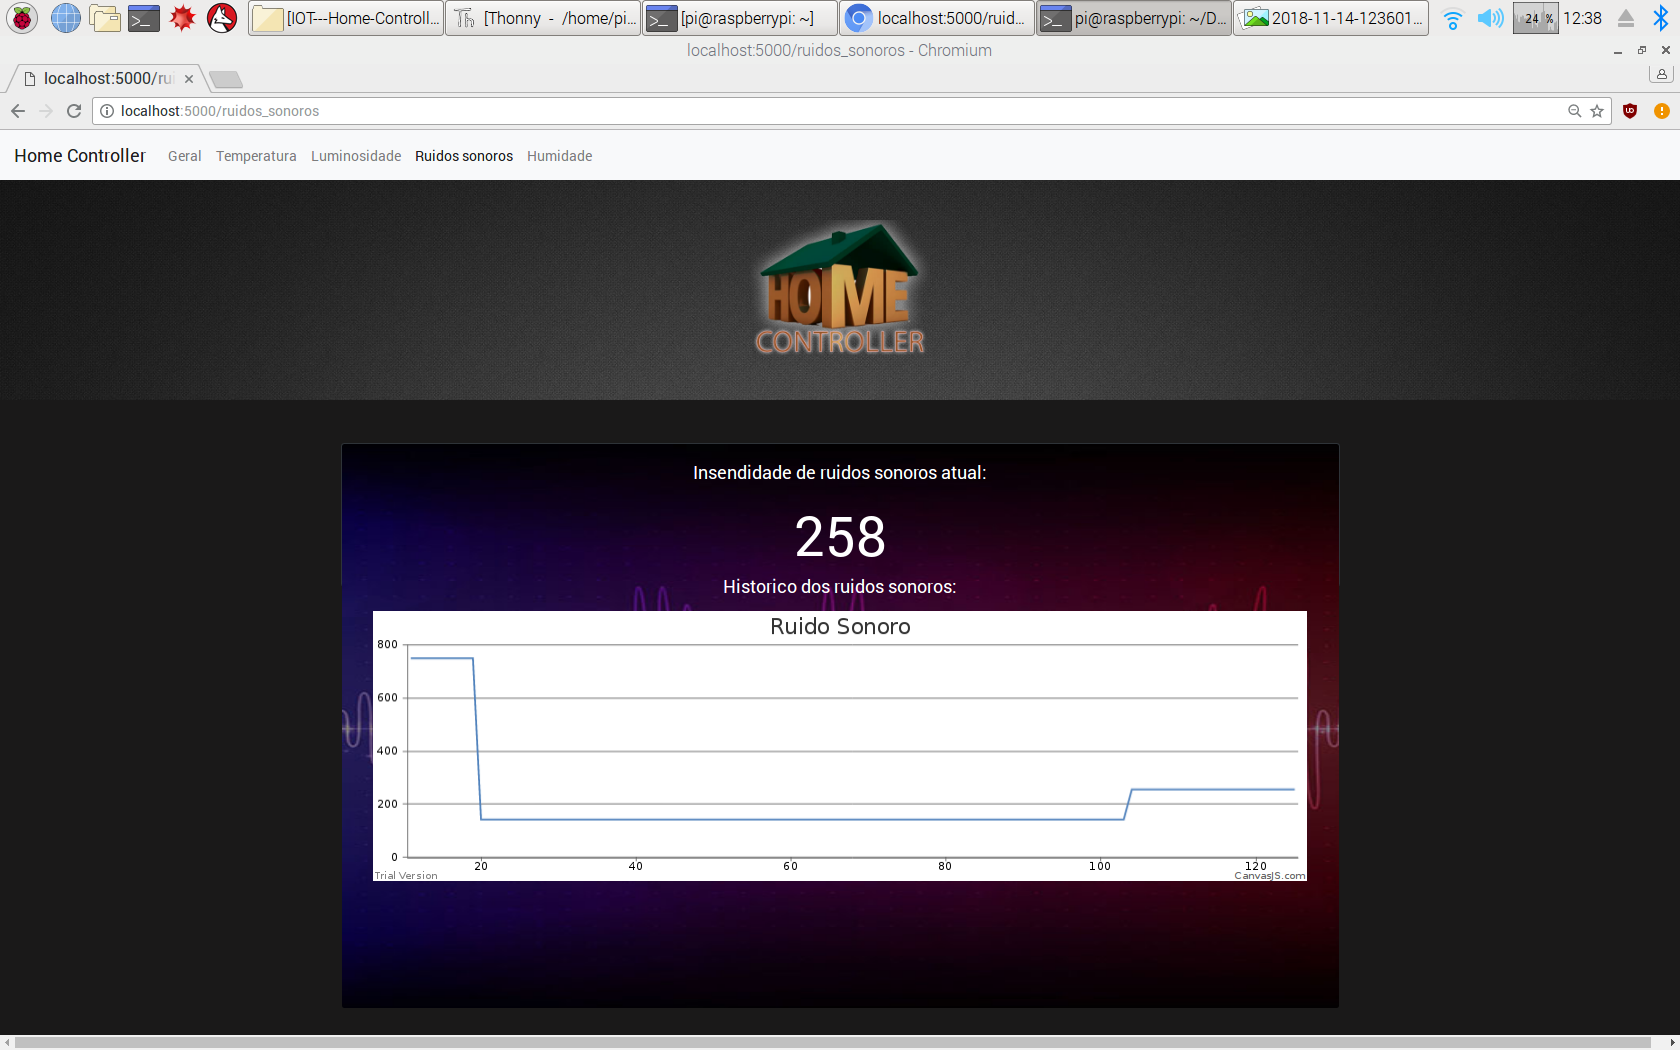 [IOT---Home-Controll... [Thonny - /home/pi... [pi@raspberrypi: ~] localhost:5000/ruid... pi@raspberrypi: ~/D... 2018-11-14-123601... 24 % 12:38
localhost:5000/ruidos_sonoros - Chromium
localhost:5000/rui
localhost:5000/ruidos_sonoros
Home Controller Geral Temperatura Luminosidade Ruidos sonoros Humidade
HOME
CONTROLLER
Insendidade de ruidos sonoros atual:
258
Historico dos ruidos sonoros:
Ruido Sonoro
800
600
400
200
0
20 40 60 80 100 120
Trial Version CanvasJS.com